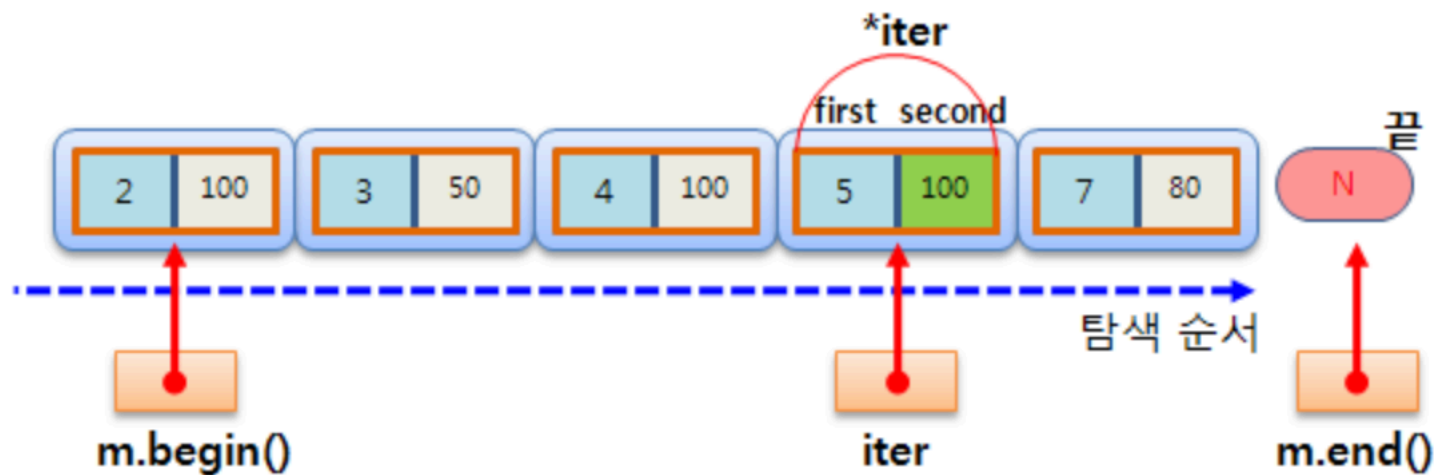 *iter
first second
끝
2 100 3 50 4 100 5 100 7 80 N
탐색 순서
m.begin() iter m.end()